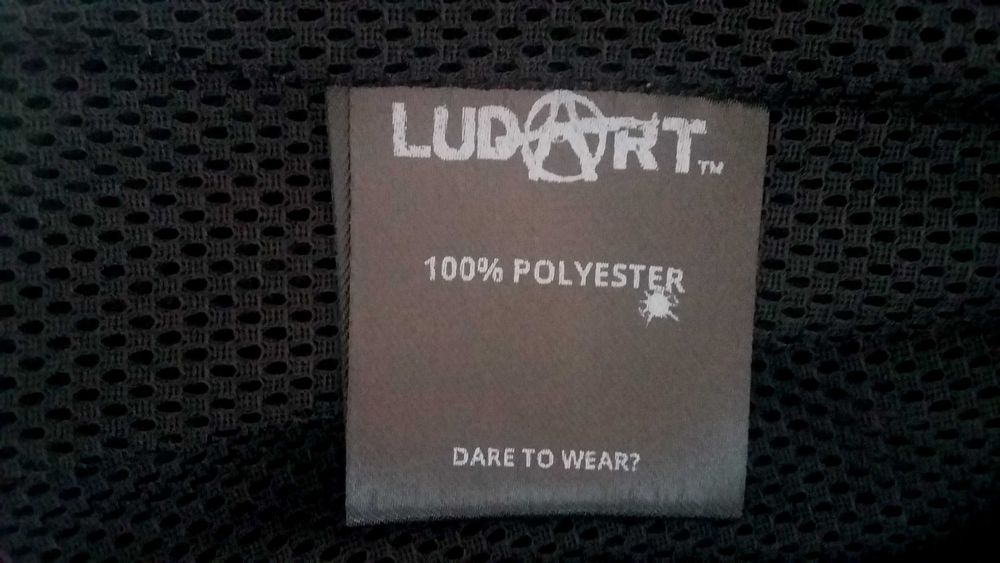 LUDART™
100% POLYESTER
DARE TO WEAR?